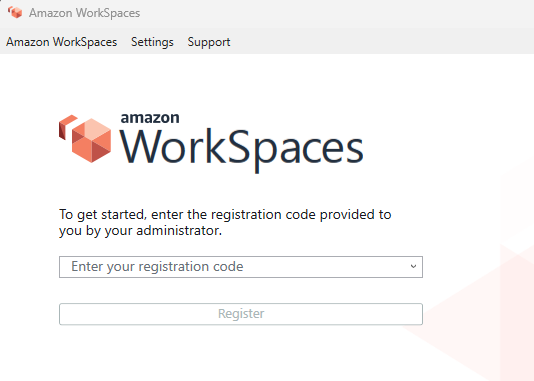 Amazon WorkSpaces
Amazon WorkSpaces Settings Support
amazon
WorkSpaces
To get started, enter the registration code provided to
you by your administrator.
Enter your registration code
Register